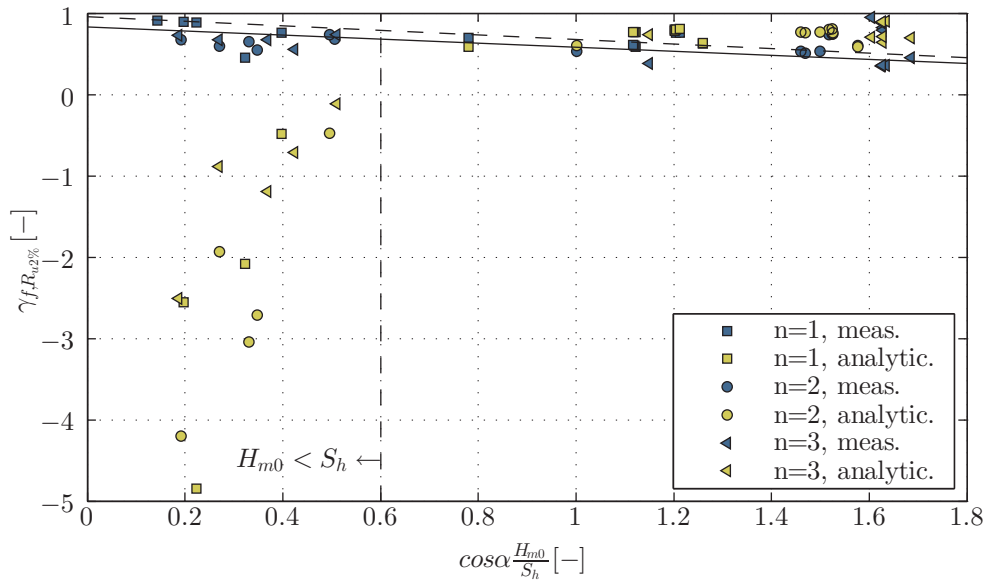 1
0
−1
−2
−3
−4
−5
γf,Ru2% [−]
Hm0 < Sh ←
n=1, meas.
n=1, analytic.
n=2, meas.
n=2, analytic.
n=3, meas.
n=3, analytic.
0 0.2 0.4 0.6 0.8 1 1.2 1.4 1.6 1.8
cosα Hm0/Sh [−]